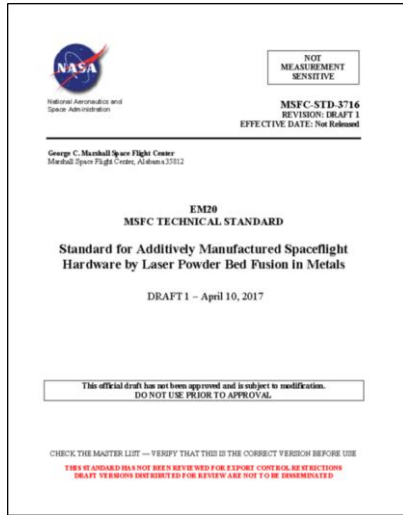 NASA
National Aeronautics and
Space Administration
NOT
MEASUREMENT
SENSITIVE
MSFC-STD-3716
REVISION: DRAFT 1
EFFECTIVE DATE: Not Released
George C. Marshall Space Flight Center
Marshall Space Flight Center, Alabama 35812
EM20
MSFC TECHNICAL STANDARD
Standard for Additively Manufactured Spaceflight
Hardware by Laser Powder Bed Fusion in Metals
DRAFT 1 – April 10, 2017
This official draft has not been approved and is subject to modification.
DO NOT USE PRIOR TO APPROVAL
CHECK THE MASTER LIST — VERIFY THAT THIS IS THE CORRECT VERSION BEFORE USE
THIS STANDARD HAS NOT BEEN REVIEWED FOR EXPORT CONTROL RESTRICTIONS
DRAFT VERSIONS DISTRIBUTED FOR REVIEW ARE NOT TO BE DISSEMINATED